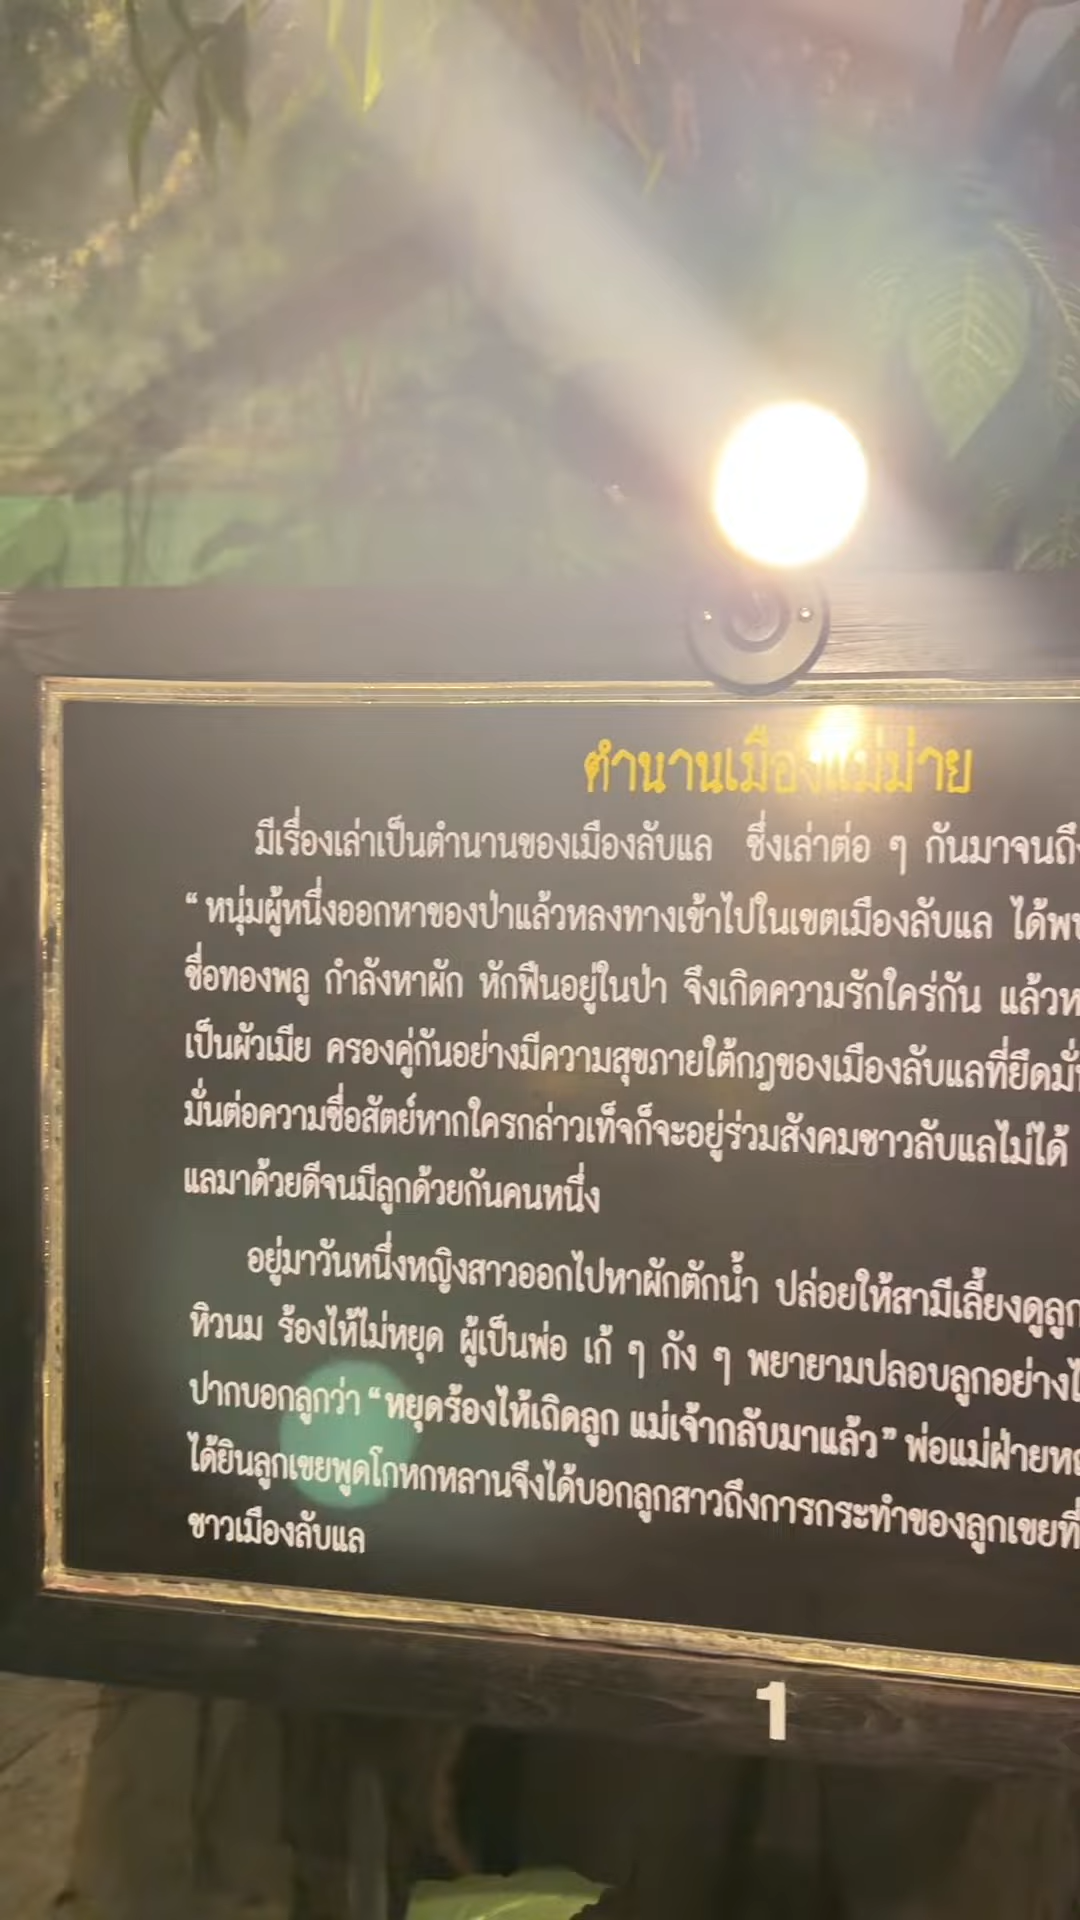 ตำนานเมืองแม่ม่าย
มีเรื่องเล่าเป็นตำนานของเมืองลับแล ซึ่งเล่าต่อ ๆ กันมาจนถึง
“ หนุ่มผู้หนึ่งออกหาของป่าแล้วหลงทางเข้าไปในเขตเมืองลับแล ได้พบ
ชื่อทองพลู กำลังหาผัก หักฟืนอยู่ในป่า จึงเกิดความรักใคร่กัน แล้วห
เป็นผัวเมีย ครองคู่กันอย่างมีความสุขภายใต้กฎของเมืองลับแลที่ยึดมั่
มั่นต่อความซื่อสัตย์หากใครกล่าวเท็จก็จะอยู่ร่วมสังคมชาวลับแลไม่ได้
แลมาด้วยดีจนมีลูกด้วยกันคนหนึ่ง
อยู่มาวันหนึ่งหญิงสาวออกไปหาผักตักน้ำ ปล่อยให้สามีเลี้ยงดูลูก
หิวนม ร้องไห้ไม่หยุด ผู้เป็นพ่อ เก้ ๆ กัง ๆ พยายามปลอบลูกอย่างไ
ปากบอกลูกว่า “ หยุดร้องไห้เถิดลูก แม่เจ้ากลับมาแล้ว ” พ่อแม่ฝ่ายห
ได้ยินลูกเขยพูดโกหกหลานจึงได้บอกลูกสาวถึงการกระทำของลูกเขยที่
ชาวเมืองลับแล
1